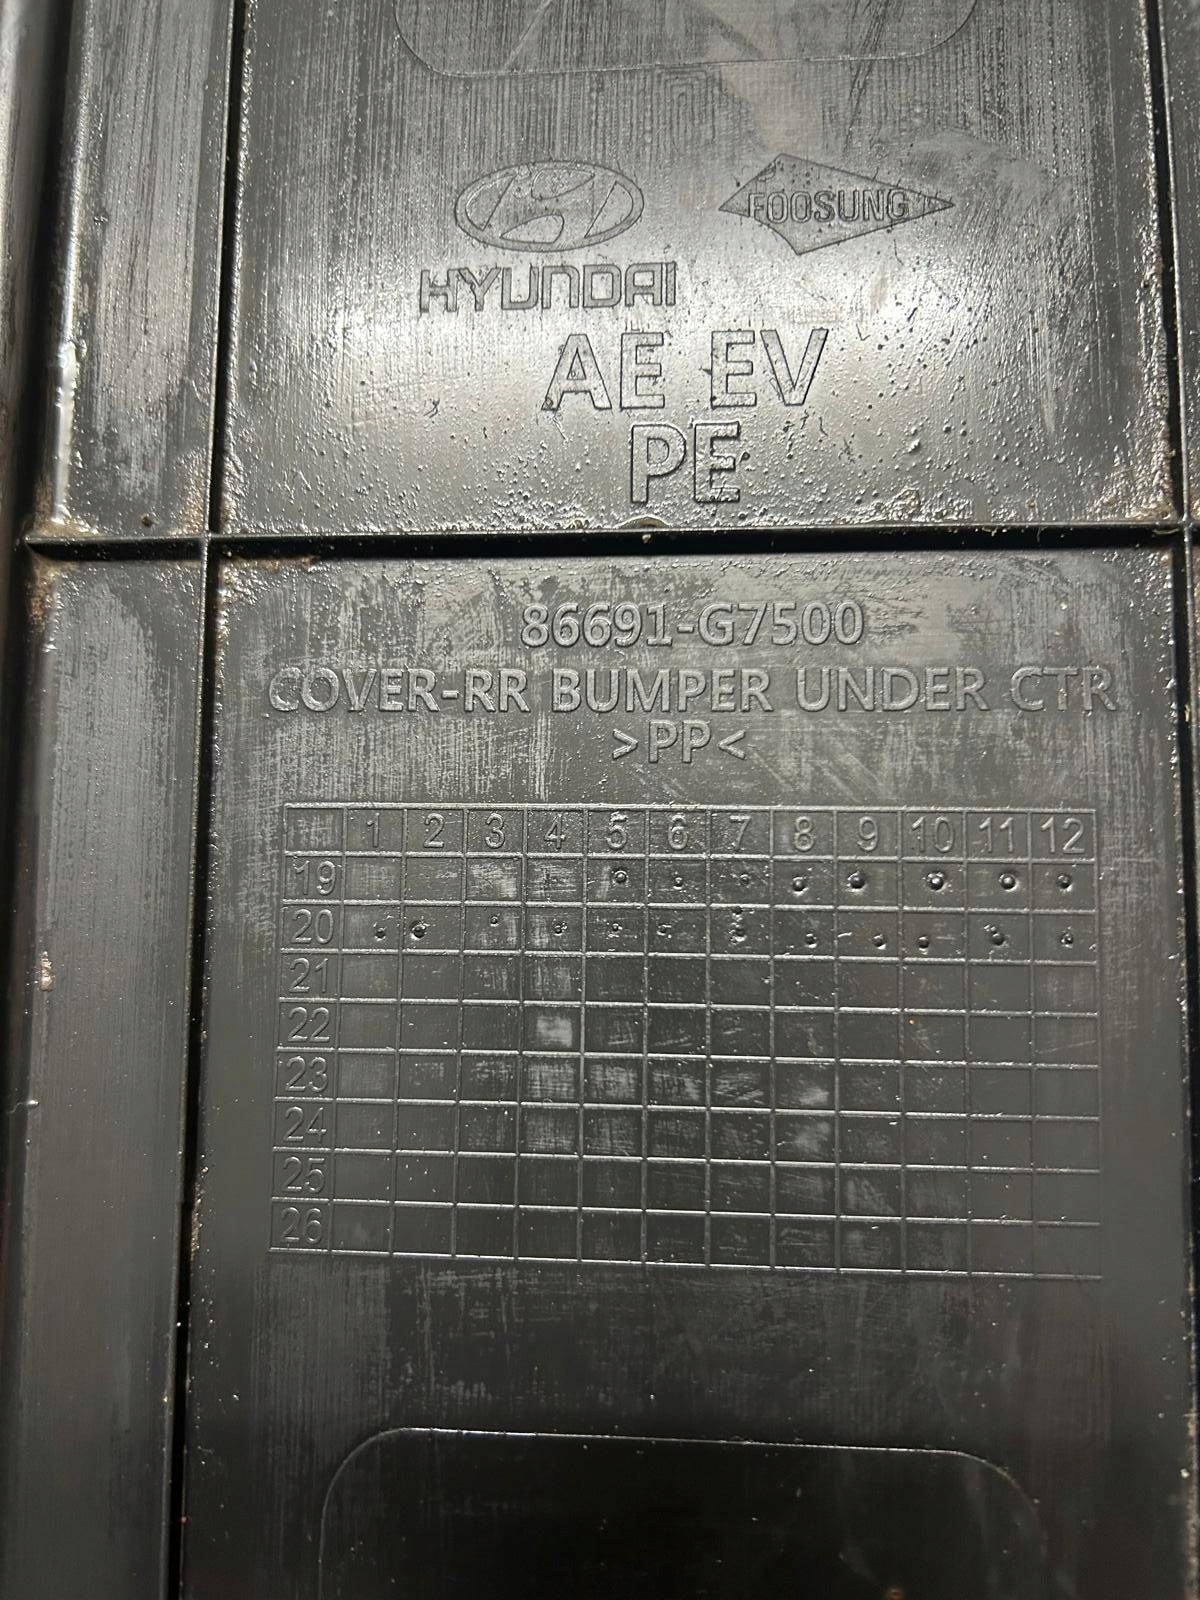 FOOSUNG
HYUNDAI
AE EV
PE
86691-G7500
COVER-RR BUMPER UNDER CTR
>PP<
1 2 3 4 5 6 7 8 9 10 11 12
19
20
21
22
23
24
25
26